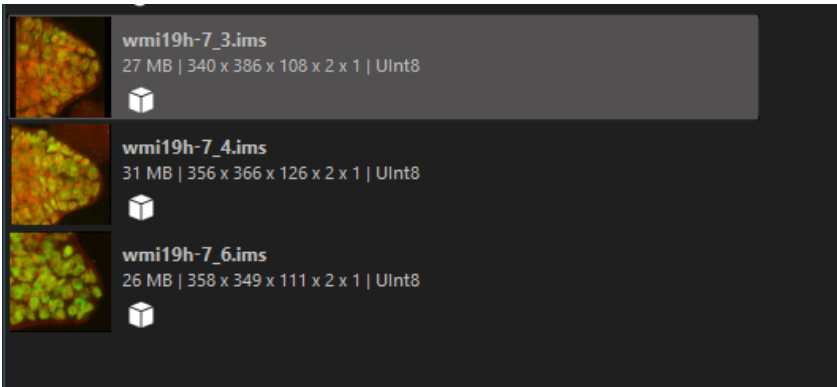 wmi19h-7_3.ims
27 MB | 340 x 386 x 108 x 2 x 1 | UInt8
wmi19h-7_4.ims
31 MB | 356 x 366 x 126 x 2 x 1 | UInt8
wmi19h-7_6.ims
26 MB | 358 x 349 x 111 x 2 x 1 | UInt8